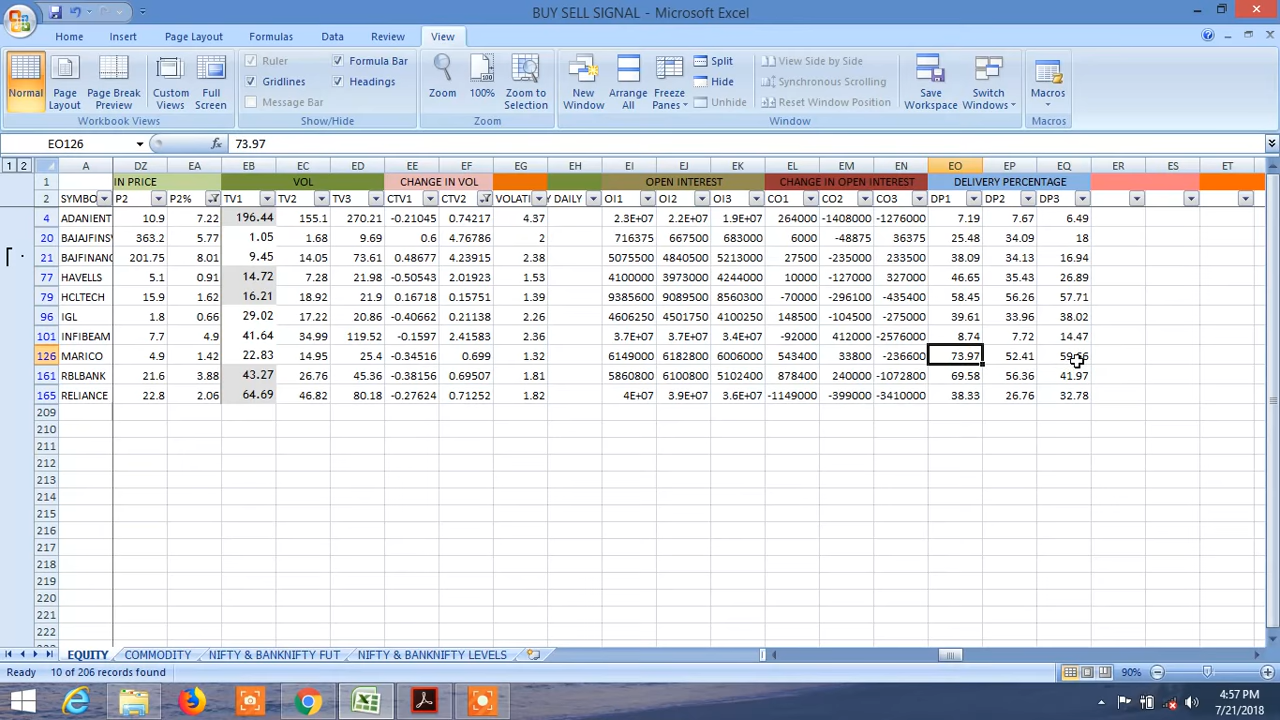 BUY SELL SIGNAL - Microsoft Excel
Home Insert Page Layout Formulas Data Review View
Normal Page Layout Page Break Preview Custom Views Full Screen
Workbook Views
Ruler Formula Bar
Gridlines Headings
Message Bar
Show/Hide
Zoom 100% Zoom to Selection
Zoom
New Window Arrange All Freeze Panes Split Hide Unhide
View Side by Side
Synchronous Scrolling
Reset Window Position
Window
Save Workspace Switch Windows
Macros
Macros
EO126 fx 73.97
1 2 A DZ EA EB EC ED EE EF EG EH EI EJ EK EL EM EN EO EP EQ ER ES ET
1 IN PRICE VOL CHANGE IN VOL OPEN INTEREST CHANGE IN OPEN INTEREST DELIVERY PERCENTAGE
2 SYMBO P2 P2% TV1 TV2 TV3 CTV1 CTV2 VOLATI Y DAILY OI1 OI2 OI3 CO1 CO2 CO3 DP1 DP2 DP3
4 ADANIENT 10.9 7.22 196.44 155.1 270.21 -0.21045 0.74217 4.37 2.3E+07 2.2E+07 1.9E+07 264000 -1408000 -1276000 7.19 7.67 6.49
20 BAJAJFINS 363.2 5.77 1.05 1.68 9.69 0.6 4.76786 2 716375 667500 683000 6000 -48875 36375 25.48 34.09 18
21 BAJFINANC 201.75 8.01 9.45 14.05 73.61 0.48677 4.23915 2.38 5075500 4840500 5213000 27500 -235000 233500 38.09 34.13 16.94
77 HAVELLS 5.1 0.91 14.72 7.28 21.98 -0.50543 2.01923 1.53 4100000 3973000 4244000 10000 -127000 327000 46.65 35.43 26.89
79 HCLTECH 15.9 1.62 16.21 18.92 21.9 0.16718 0.15751 1.39 9385600 9089500 8560300 -70000 -296100 -435400 58.45 56.26 57.71
96 IGL 1.8 0.67 29.02 17.22 20.86 -0.40662 0.21138 2.26 4606250 4501750 4100250 148500 -104500 -275000 39.61 33.96 38.02
101 INFIBEAM 7.7 4.9 41.64 34.99 119.52 -0.1597 2.41583 2.36 3.7E+07 3.7E+07 3.4E+07 -92000 412000 -2576000 8.74 7.72 14.47
126 MARICO 4.9 1.42 22.83 14.95 25.4 -0.34516 0.699 1.32 6149000 6182800 6006000 543400 33800 -236600 73.97 52.41
161 RBLBANK 21.6 3.88 43.27 26.76 45.36 -0.38156 0.69507 1.81 5860800 6100800 5102400 878400 240000 -1072800 69.58 56.36 41.97
165 RELIANCE 22.8 2.06 64.69 46.82 80.18 -0.27624 0.71252 1.82 4E+07 3.9E+07 3.6E+07 -1149000 -399000 -3410000 38.33 26.76 32.78
209
210
211
212
213
214
215
216
217
218
219
220
221
222
EQUITY COMMODITY NIFTY & BANKNIFTY FUT NIFTY & BANKNIFTY LEVELS
Ready 10 of 206 records found 90%
4:57 PM
7/21/2018